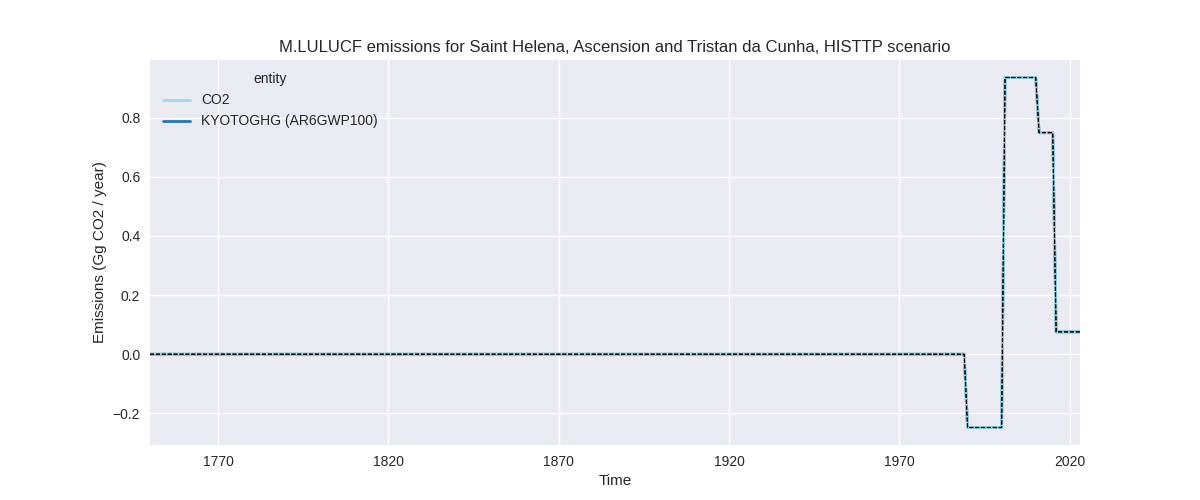 M.LULUCF emissions for Saint Helena, Ascension and Tristan da Cunha, HISTTP scenario
entity
CO2
KYOTOGHG (AR6GWP100)
Emissions (Gg CO2 / year)
0.8
0.6
0.4
0.2
0.0
−0.2
1770 1820 1870 1920 1970 2020
Time